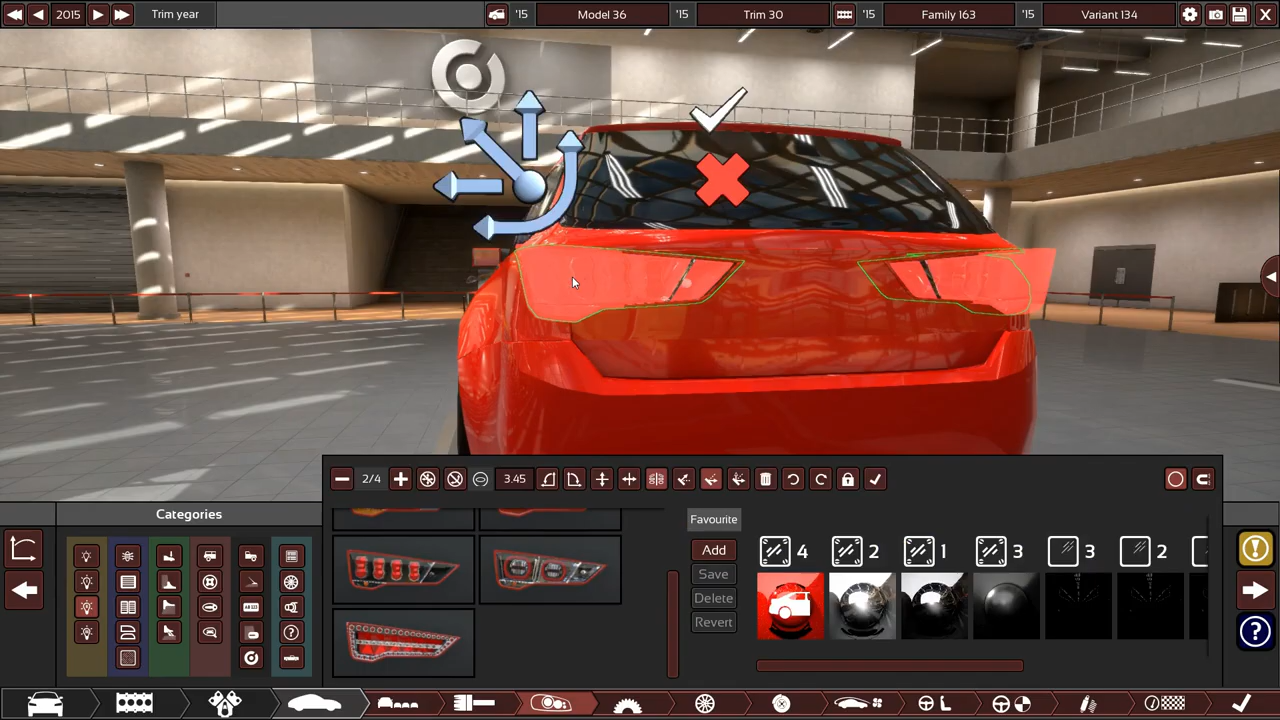 2015 Trim year '15 Model 36 '15 Trim 30 '15 Family 163 '15 Variant 134
2/4 3.45
Categories
Favourite
Add
Save
Delete
Revert
4 2 1 3 3 2